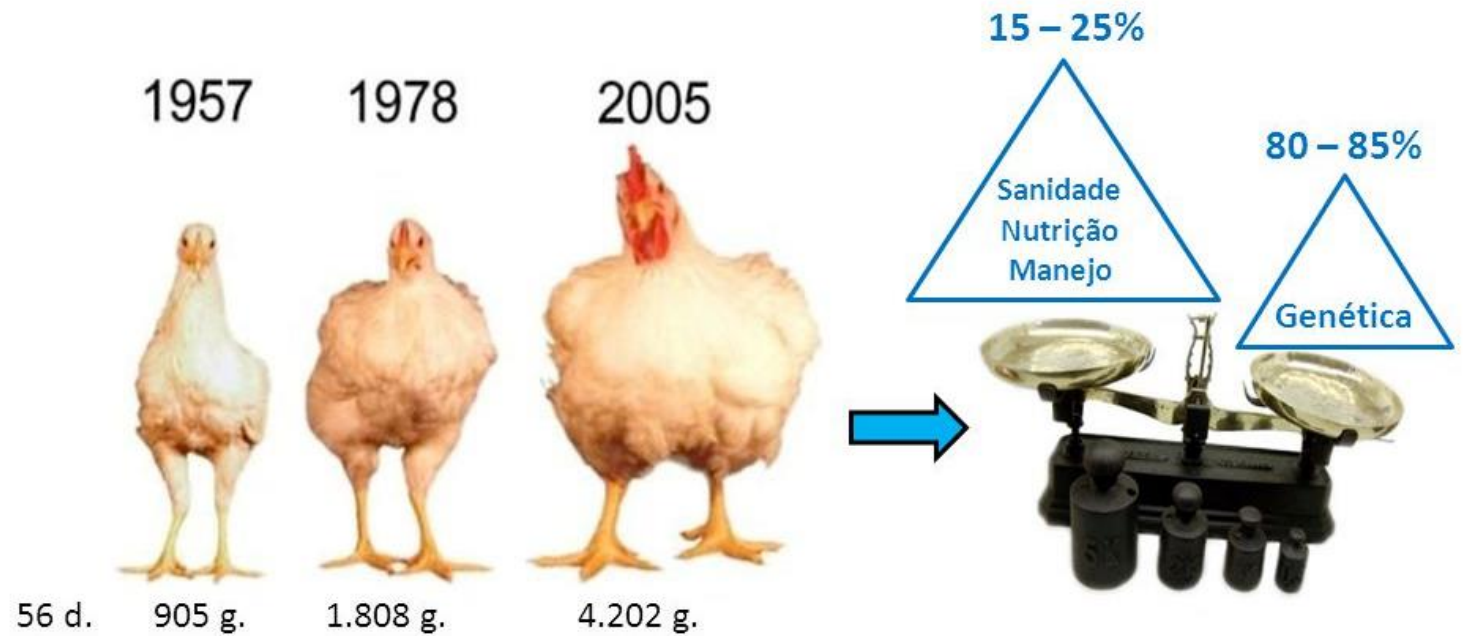 1957 1978 2005
56 d. 905 g. 1.808 g. 4.202 g.
15 – 25%
Sanidade
Nutrição
Manejo
80 – 85%
Genética